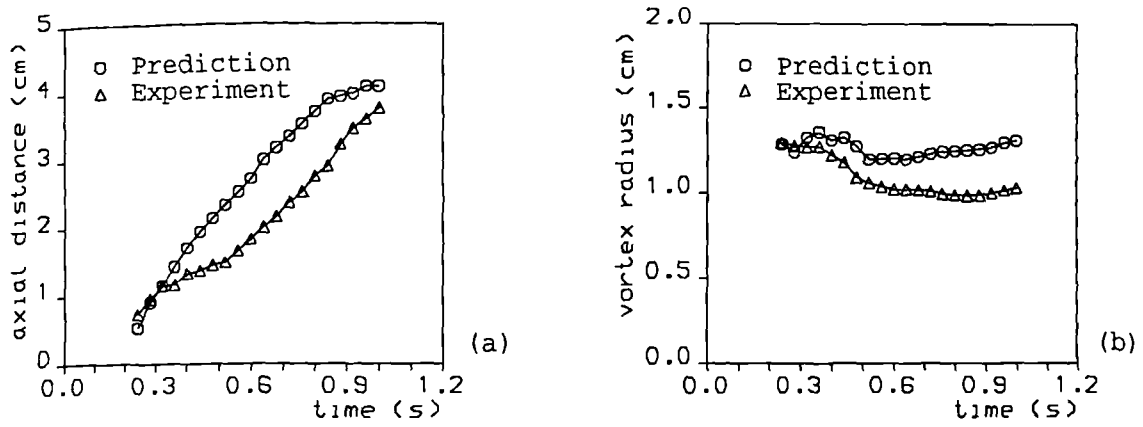 5
4
3
2
1
0
axial distance (cm)
Prediction
Experiment
0.0 0.3 0.6 0.9 1.2
time (s)
(a)
2.0
1.5
1.0
0.5
0.0
vortex radius (cm)
Prediction
Experiment
0.0 0.3 0.6 0.9 1.2
time (s)
(b)